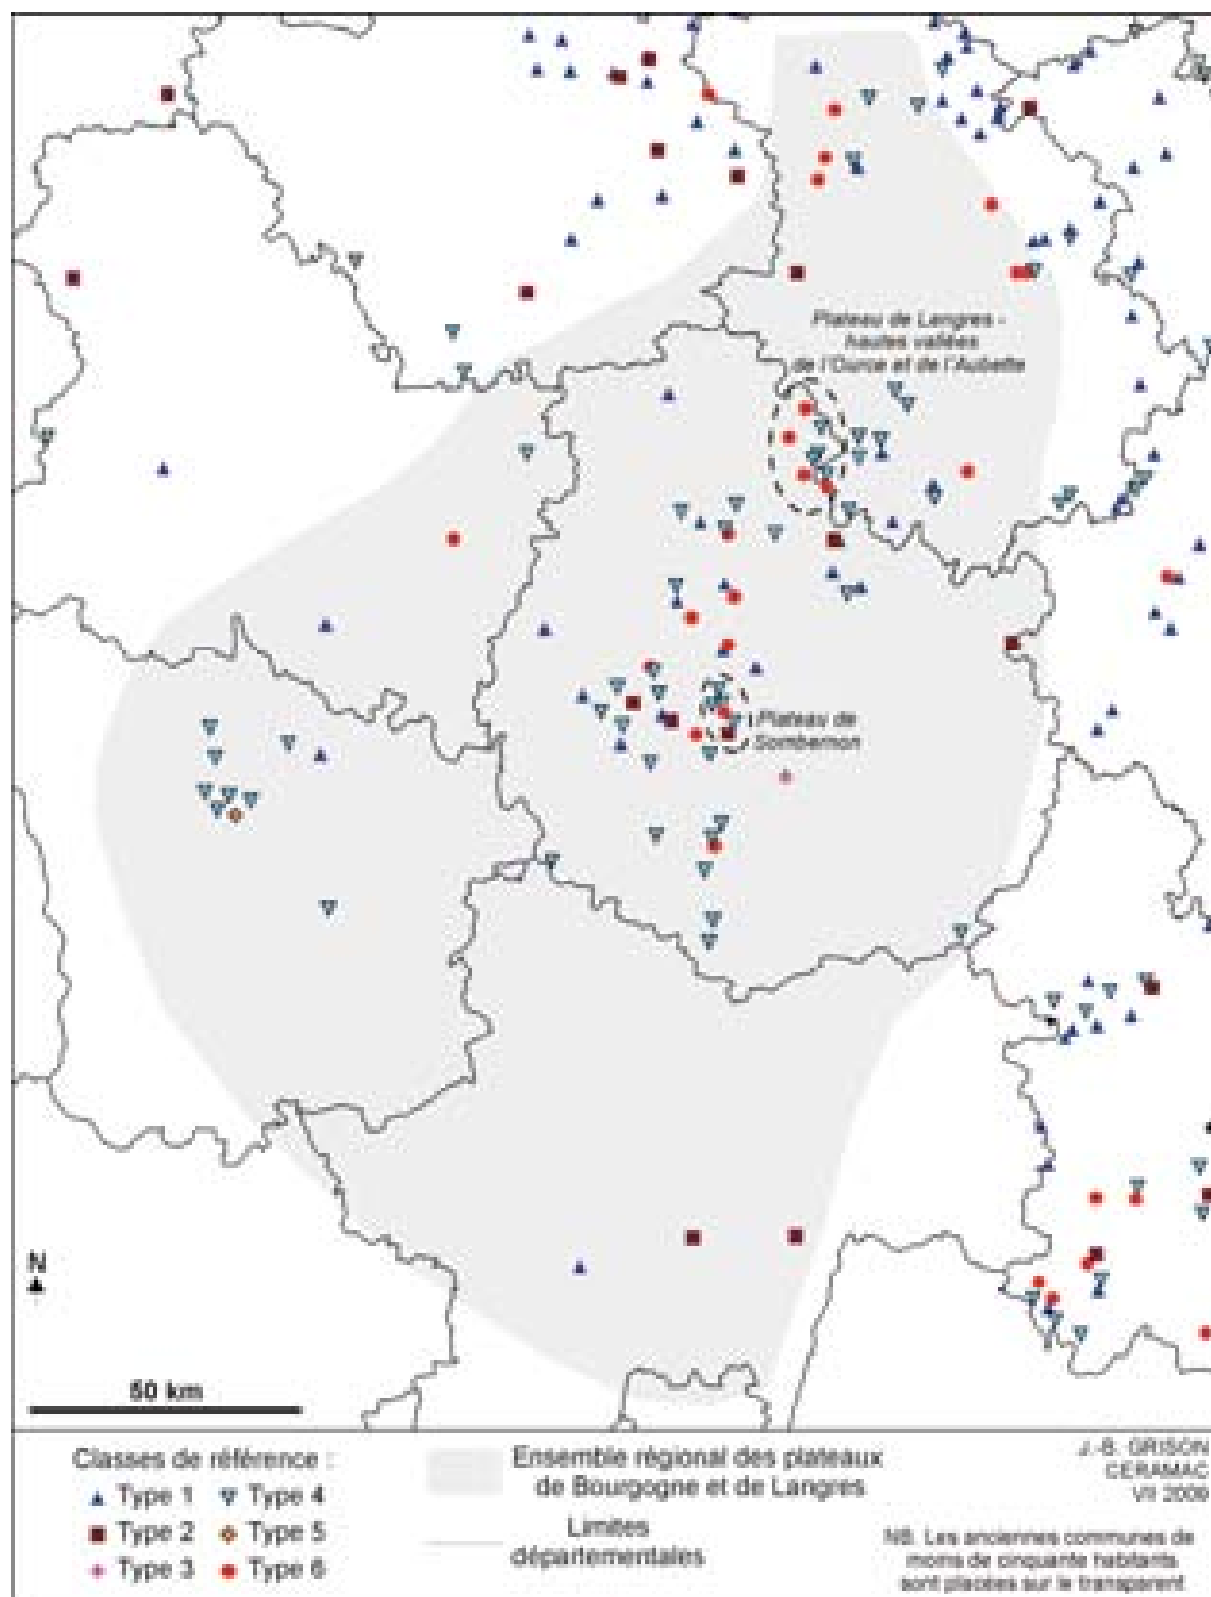 Plateau de Langres -
hautes vallées
de l'Ource et de l'Aubette
Plateau de
Sombernon
N
50 km
Classes de référence :
Type 1
Type 4
Type 2
Type 5
Type 3
Type 6
Ensemble régional des plateaux
de Bourgogne et de Langres
Limites
départementales
J.-B. GRISON
CERAMAC
VII 2009
NB. Les anciennes communes de
moins de cinquante habitants
sont placées sur le transparent